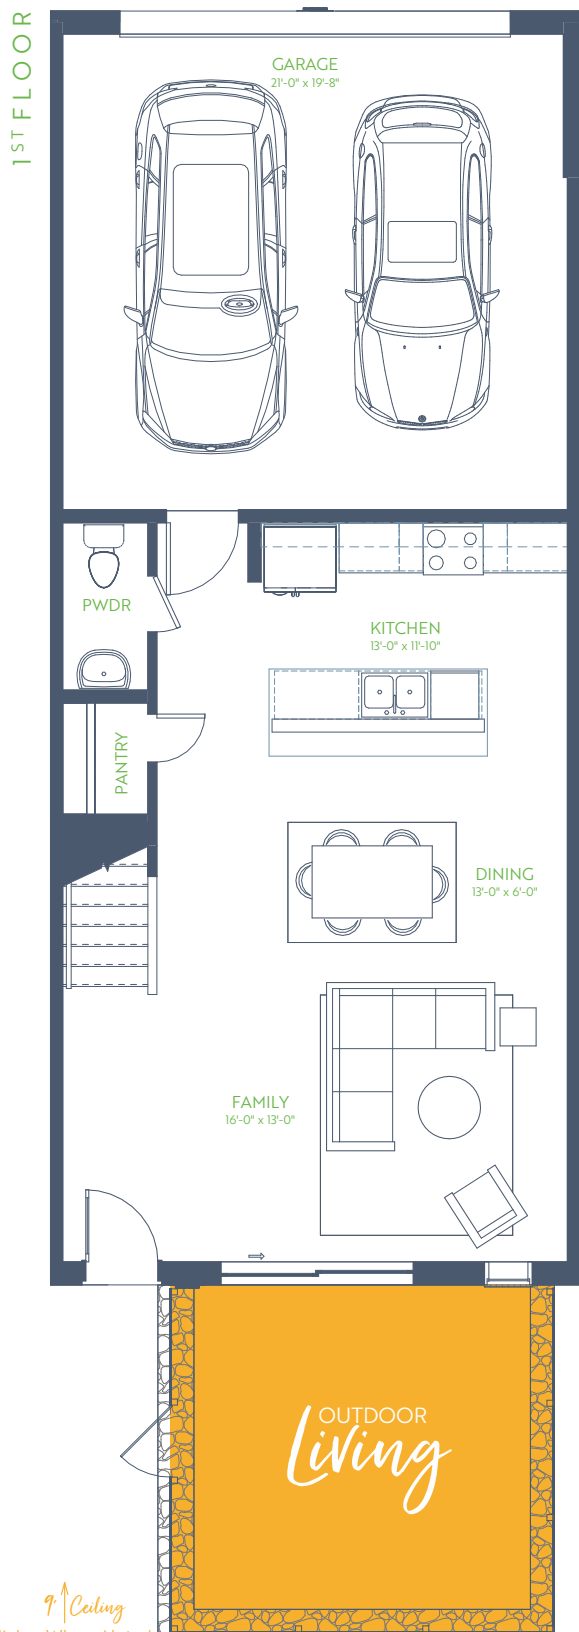 1ST FLOOR
GARAGE
21'-0" x 19'-8"
PWDR
KITCHEN
13'-0" x 11'-10"
PANTRY
DINING
13'-0" x 6'-0"
FAMILY
16'-0" x 13'-0"
OUTDOOR
Living
9' Ceiling